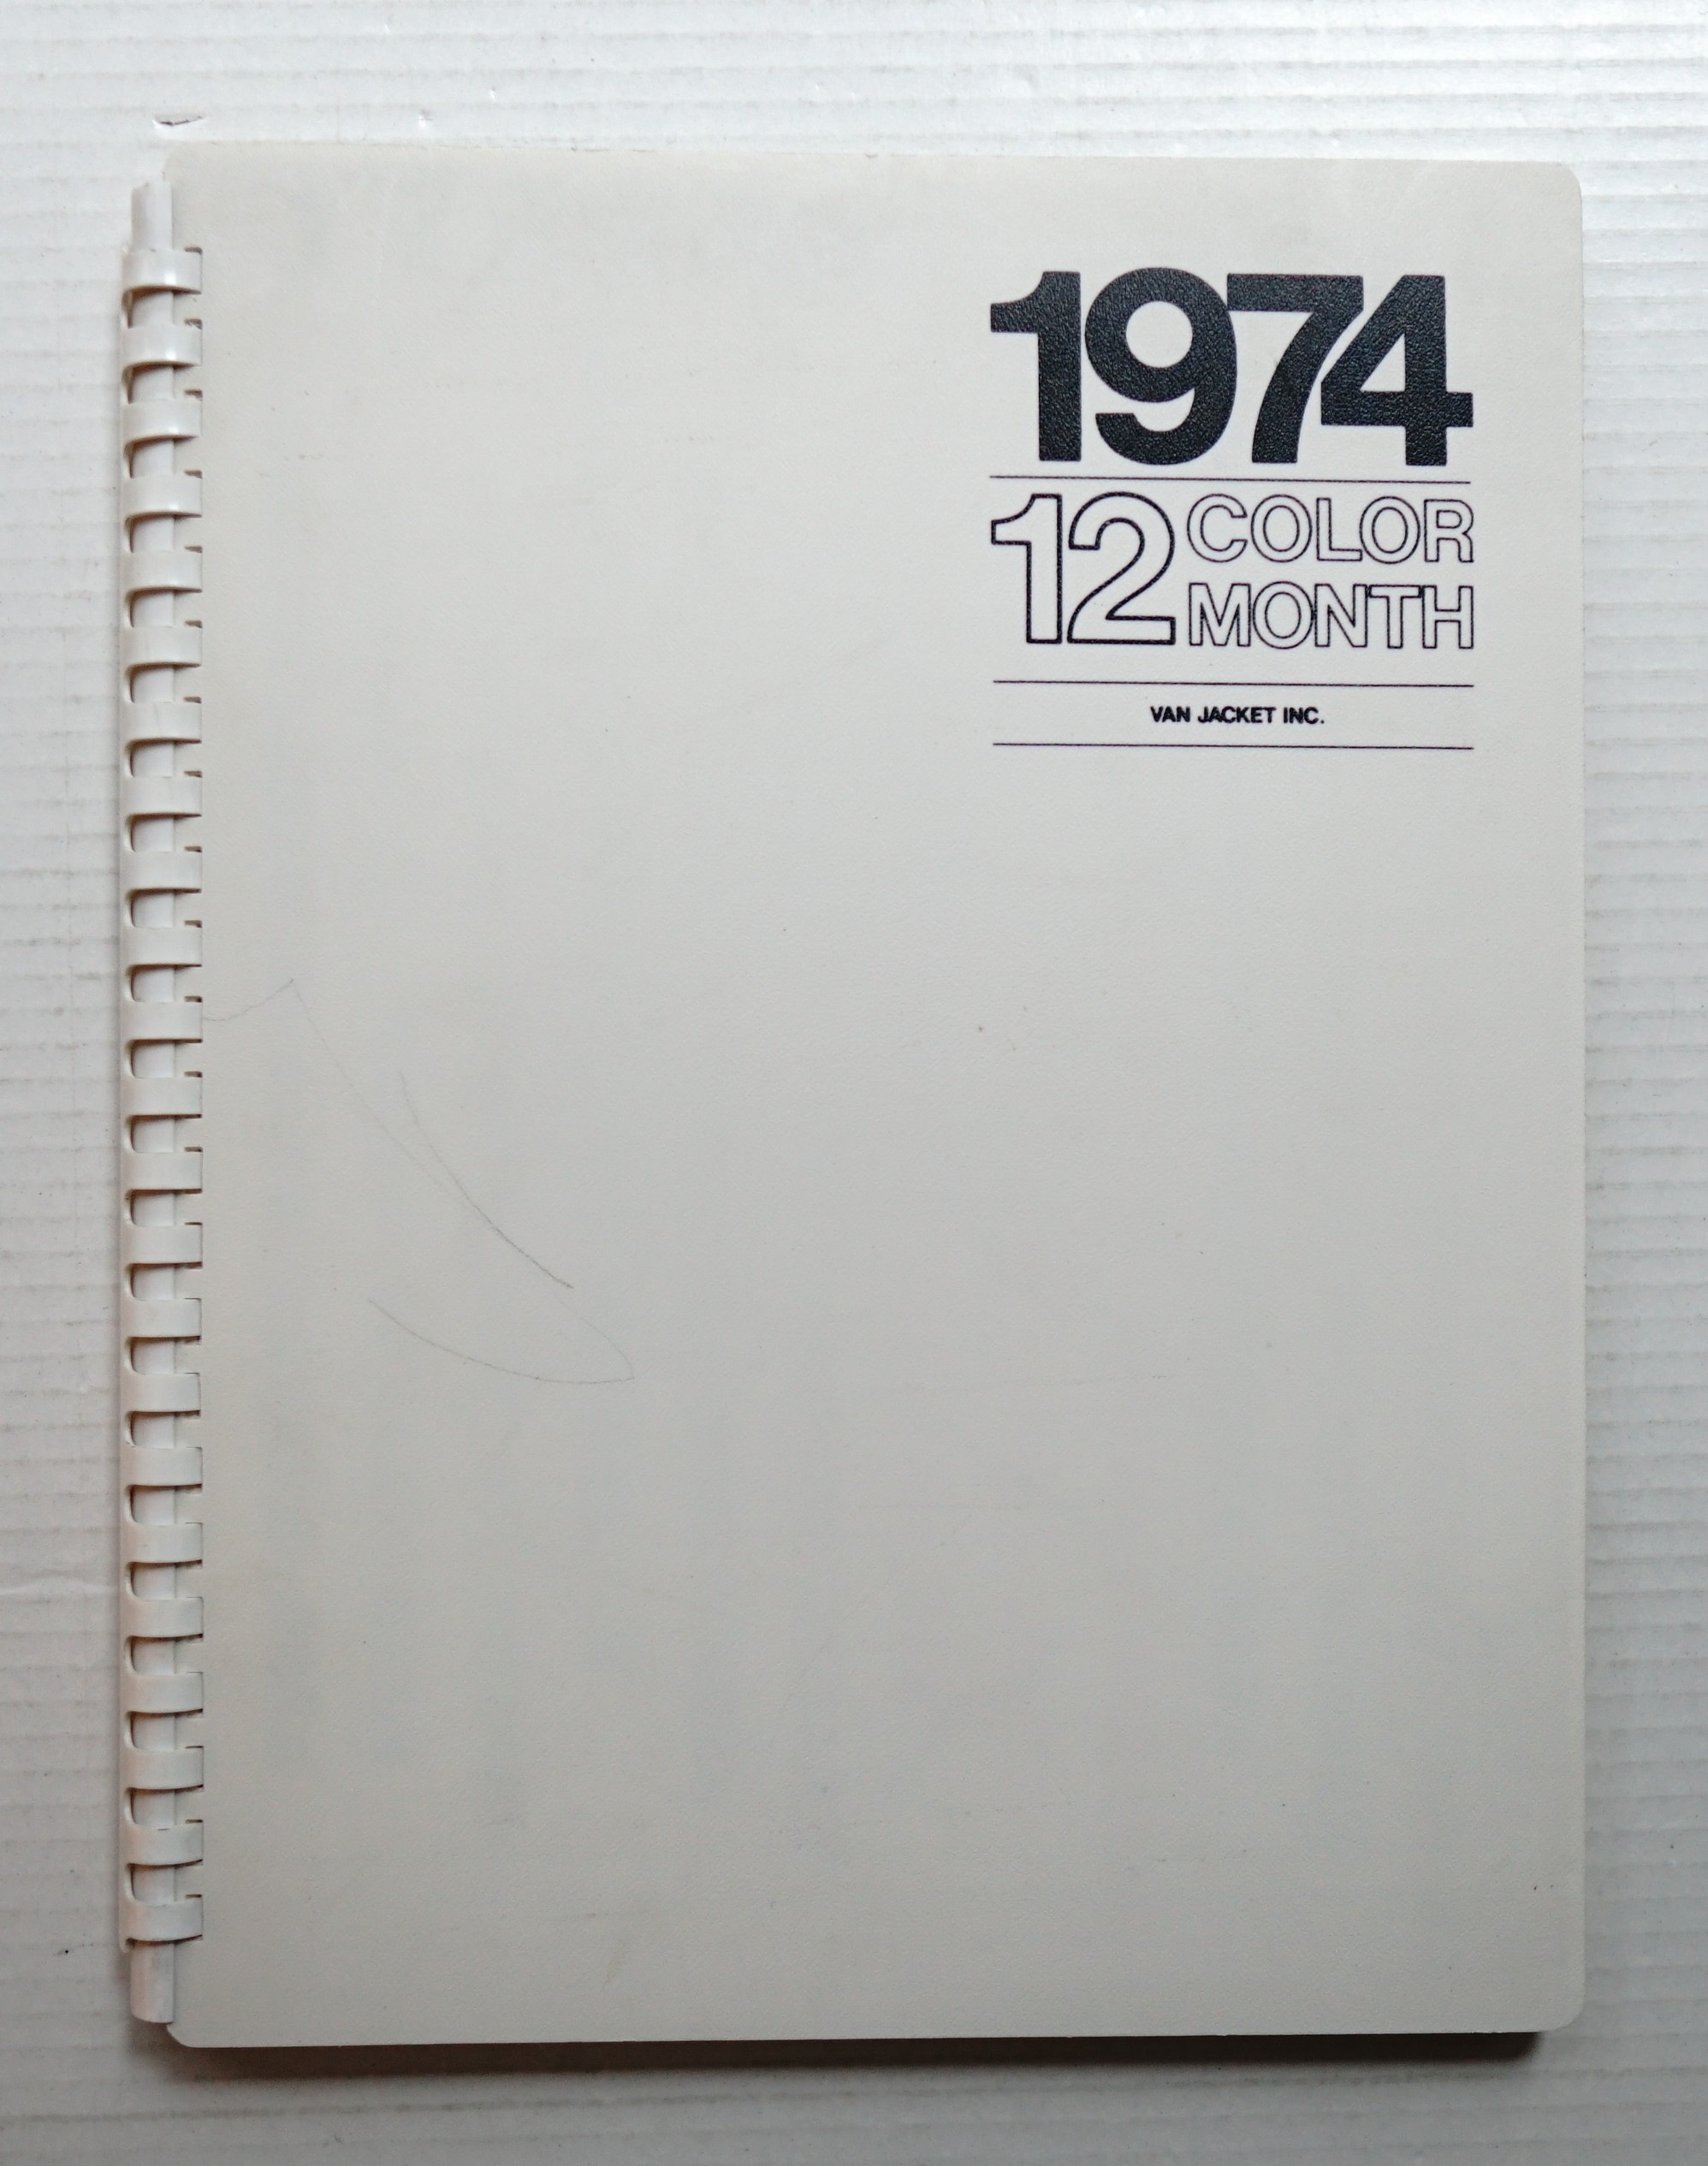 1974
12 COLOR
MONTH
VAN JACKET INC.